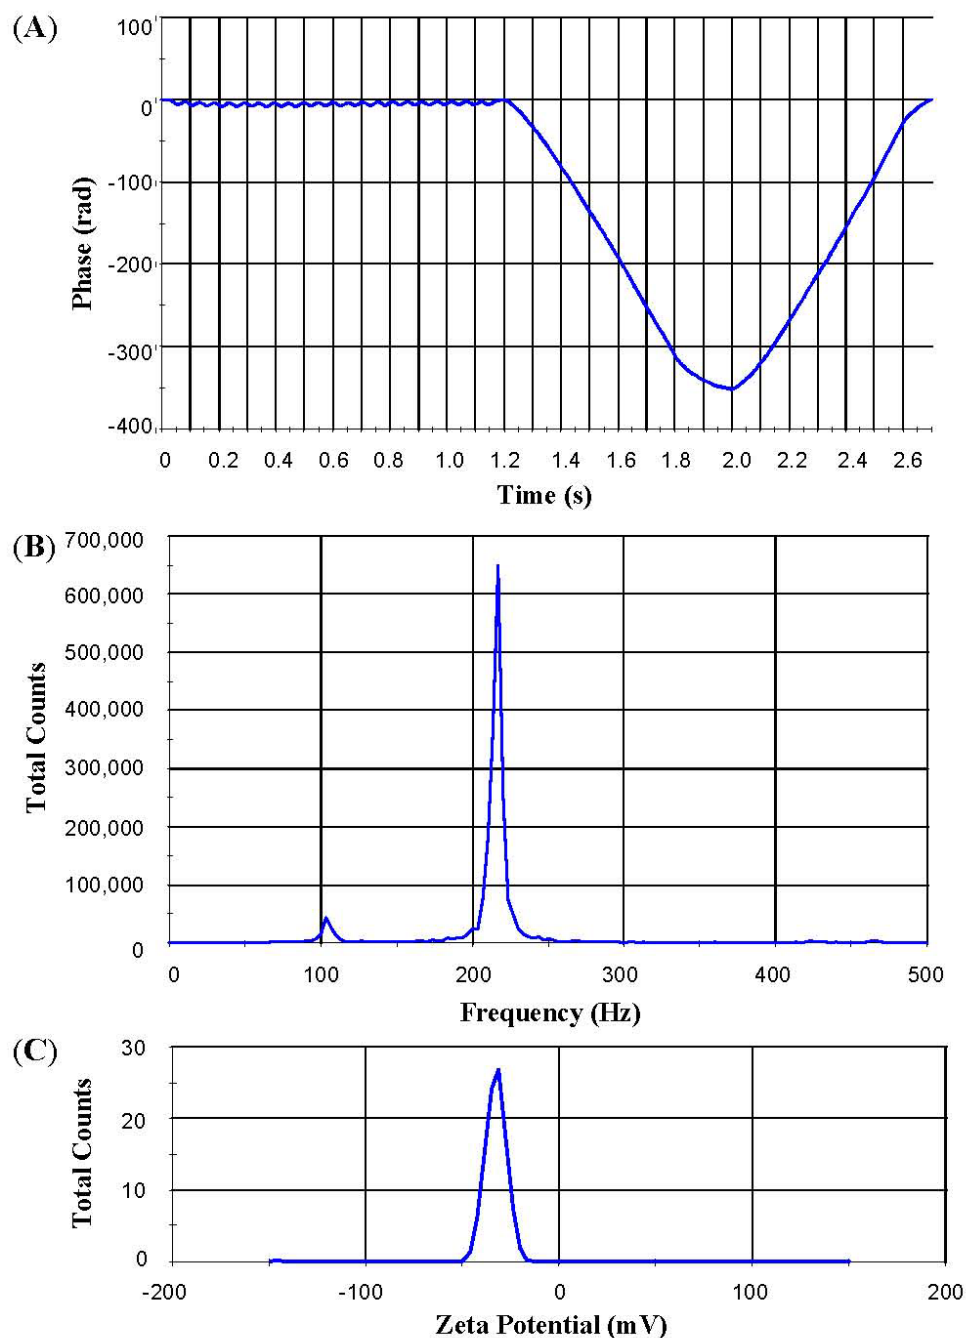 (A)
100
0
-100
-200
-300
-400
Phase (rad)
0 0.2 0.4 0.6 0.8 1.0 1.2 1.4 1.6 1.8 2.0 2.2 2.4 2.6
Time (s)
(B)
700,000
600,000
500,000
400,000
300,000
200,000
100,000
0
Total Counts
0 100 200 300 400 500
Frequency (Hz)
(C)
30
20
10
0
Total Counts
-200 -100 0 100 200
Zeta Potential (mV)